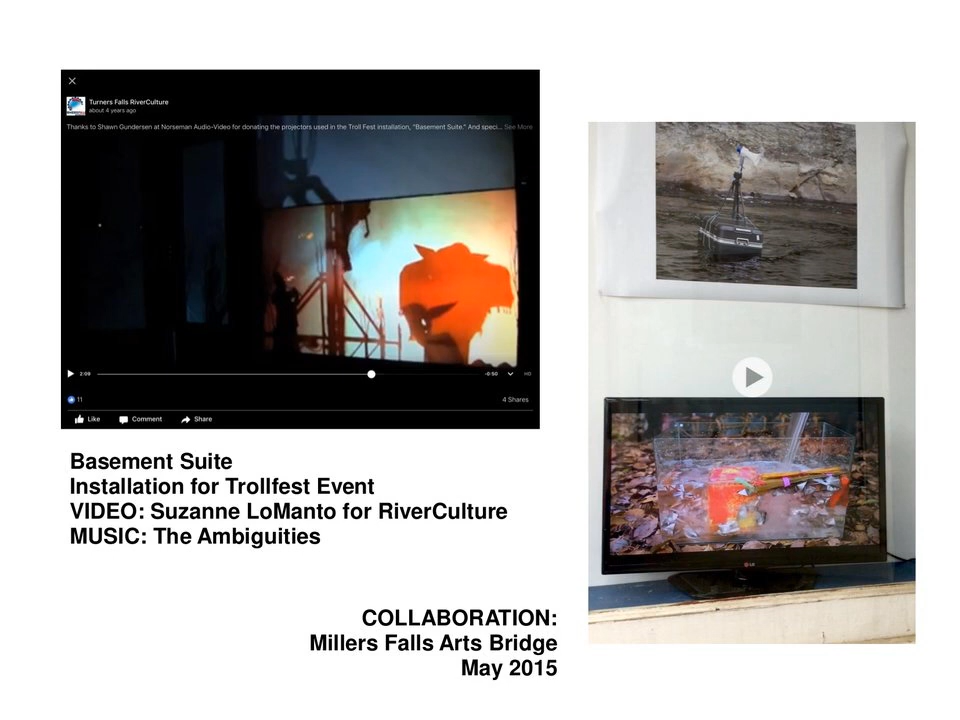 Turners Falls RiverCulture
about 4 years ago
Thanks to Shawn Gundersen at Norseman Audio-Video for donating the projectors used in the Troll Fest installation, "Basement Suite." And speci... See More
2:09
-0:50
HD
11
4 Shares
Like
Comment
Share
LG
Basement Suite
Installation for Trollfest Event
VIDEO: Suzanne LoManto for RiverCulture
MUSIC: The Ambiguities
COLLABORATION:
Millers Falls Arts Bridge
May 2015